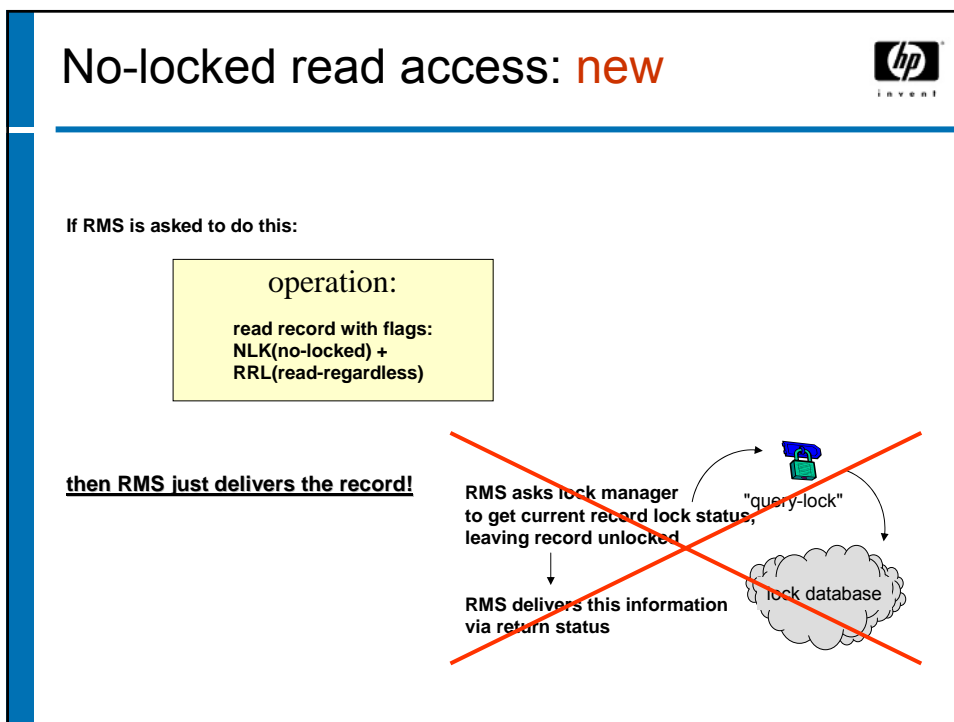 No-locked read access: new
hp
invent
If RMS is asked to do this:
operation:
read record with flags:
NLK(no-locked) +
RRL(read-regardless)
then RMS just delivers the record!
RMS asks lock manager
to get current record lock status,
leaving record unlocked
"query-lock"
lock database
RMS delivers this information
via return status